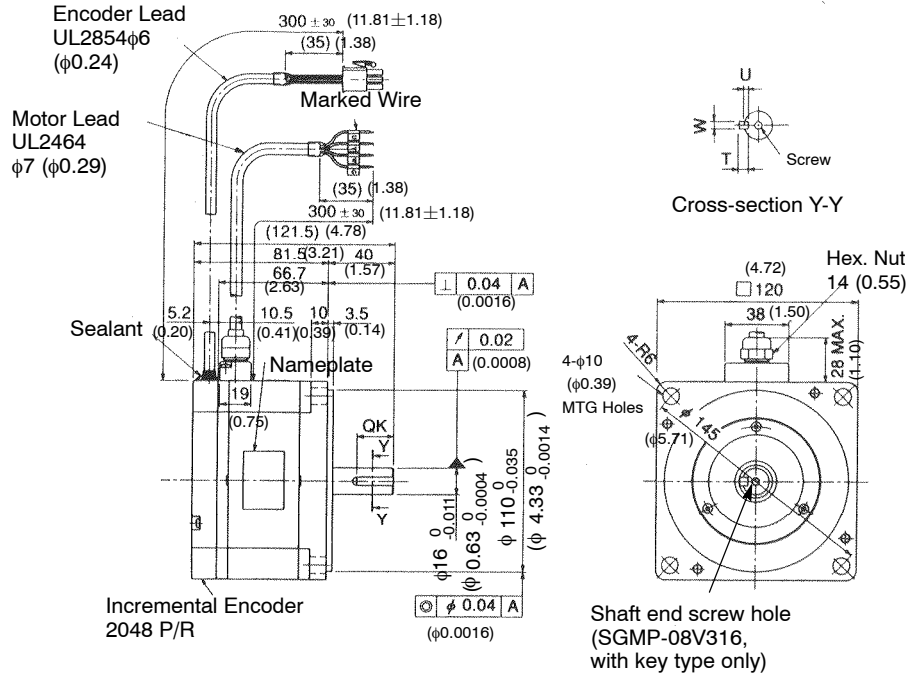 Encoder Lead
UL2854φ6
(φ0.24)
300 ± 30 (11.81±1.18)
(35) (1.38)
Marked Wire
Motor Lead
UL2464
φ7 (φ0.29)
(35) (1.38)
300 ± 30 (11.81±1.18)
(121.5) (4.78)
81.5 (3.21) 40
(1.57)
66.7
(2.63)
5.2
(0.20)
10.5
(0.41)
10
(0.39)
3.5
(0.14)
Sealant
Nameplate
19
(0.75)
⊥ 0.04 A
(0.0016)
↗ 0.02
A (0.0008)
QK
Y
Y
φ16 0 -0.011
(φ 0.63 0 -0.0004)
φ 110 0 -0.035
(φ 4.33 0 -0.0014)
◎ φ 0.04 A
(φ0.0016)
Incremental Encoder
2048 P/R
U
W
T
Screw
Cross-section Y-Y
Hex. Nut
14 (0.55)
(4.72)
□ 120
38 (1.50)
28 MAX.
(1.10)
4-R6
4-φ10
(φ0.39)
MTG Holes
φ 145
(φ5.71)
Shaft end screw hole
(SGMP-08V316,
with key type only)